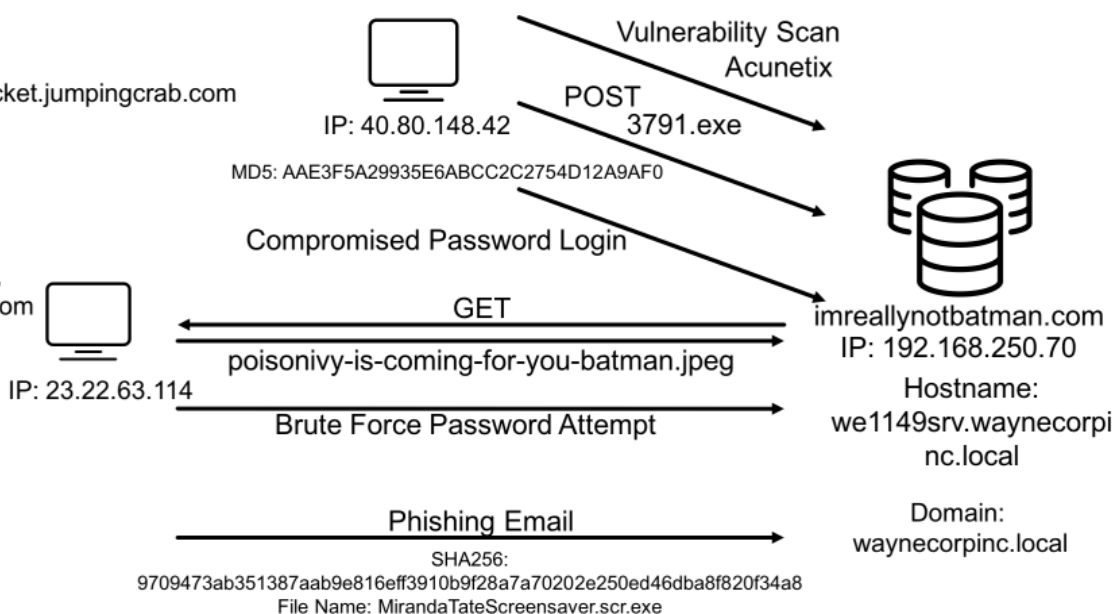 Vulnerability Scan
Acunetix
cket.jumpingcrab.com
POST
IP: 40.80.148.42
3791.exe
MD5: AAE3F5A29935E6ABCC2C2754D12A9AF0
Compromised Password Login
om
GET
imreallynotbatman.com
poisonivy-is-coming-for-you-batman.jpeg
IP: 192.168.250.70
IP: 23.22.63.114
Hostname:
we1149srv.waynecorpi
nc.local
Brute Force Password Attempt
Phishing Email
Domain:
waynecorpinc.local
SHA256:
9709473ab351387aab9e816eff3910b9f28a7a70202e250ed46dba8f820f34a8
File Name: MirandaTateScreensaver.scr.exe